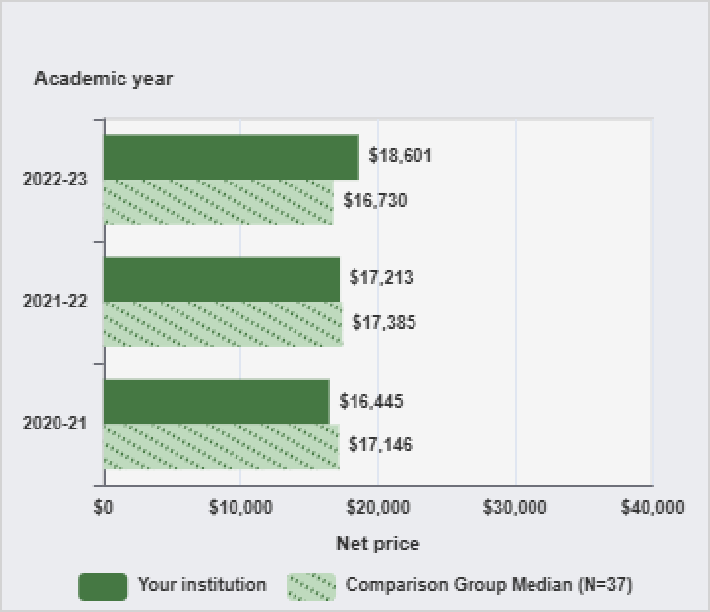 Academic year
2022-23
$18,601
$16,730
2021-22
$17,213
$17,385
2020-21
$16,445
$17,146
$0 $10,000 $20,000 $30,000 $40,000
Net price
Your institution Comparison Group Median (N=37)